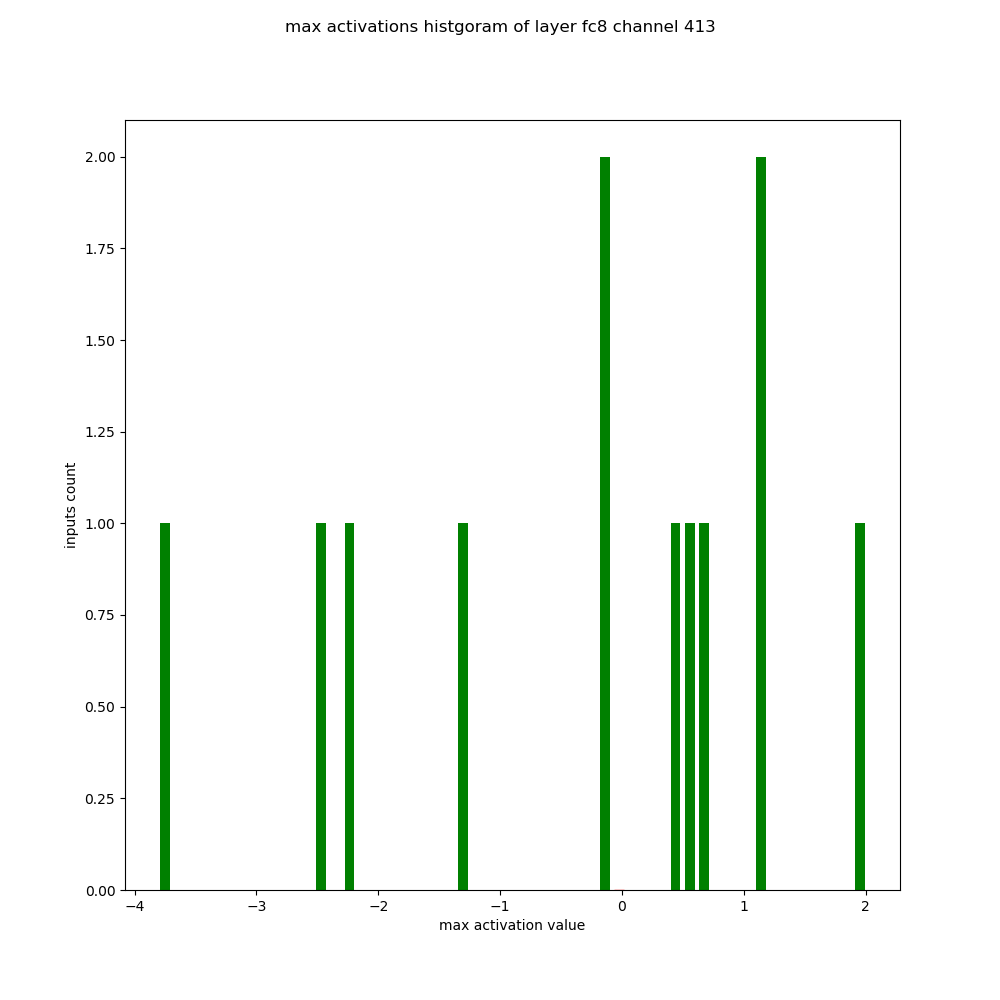 max activations histgoram of layer fc8 channel 413
2.00
1.75
1.50
1.25
1.00
0.75
0.50
0.25
0.00
inputs count
−4 −3 −2 −1 0 1 2
max activation value